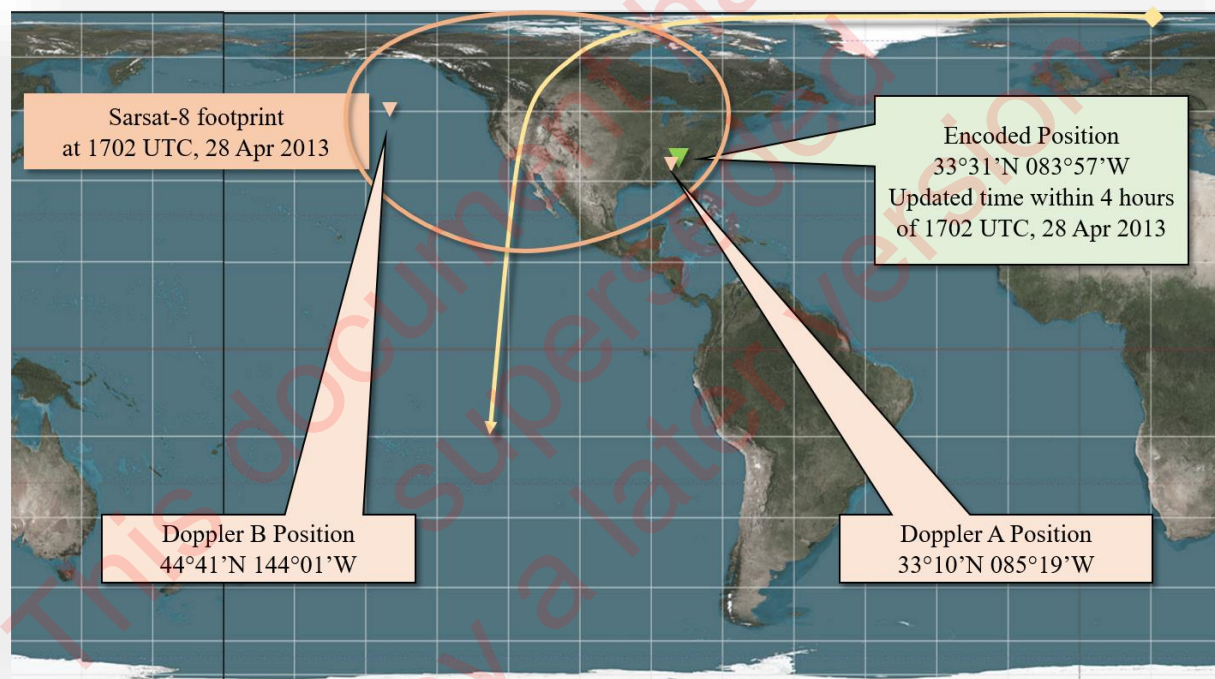 Sarsat-8 footprint
at 1702 UTC, 28 Apr 2013
Encoded Position
33°31'N 083°57'W
Updated time within 4 hours
of 1702 UTC, 28 Apr 2013
Doppler B Position
44°41'N 144°01'W
Doppler A Position
33°10'N 085°19'W
This document has
superseded
by a later version